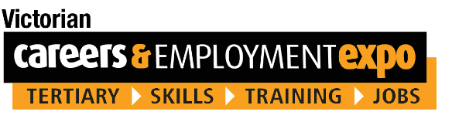 Victorian
careers & EMPLOYMENT expo
TERTIARY SKILLS TRAINING JOBS